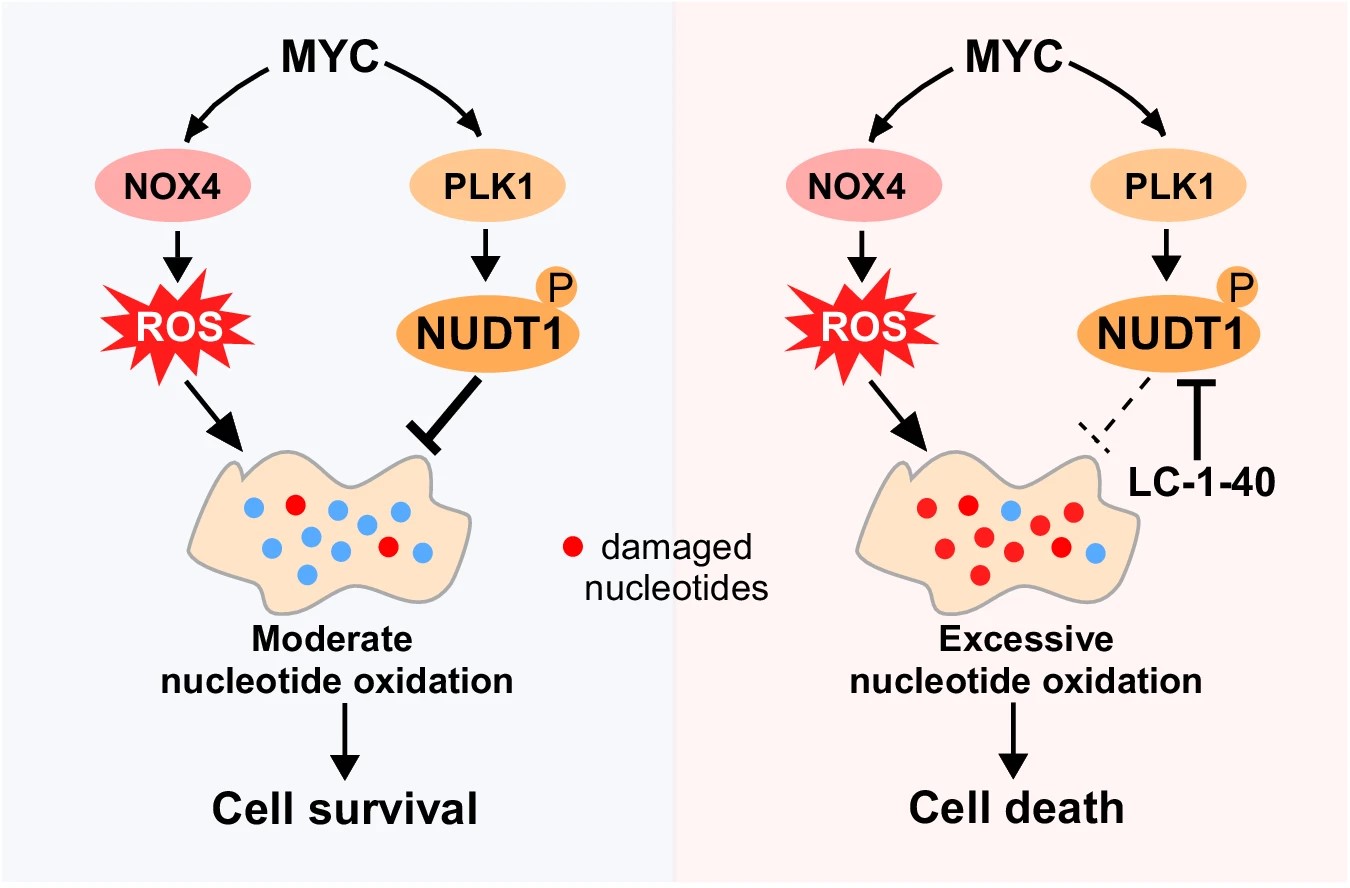 MYC
NOX4
PLK1
ROS
P
NUDT1
Moderate
nucleotide oxidation
Cell survival
damaged
nucleotides
MYC
NOX4
PLK1
ROS
P
NUDT1
LC-1-40
Excessive
nucleotide oxidation
Cell death